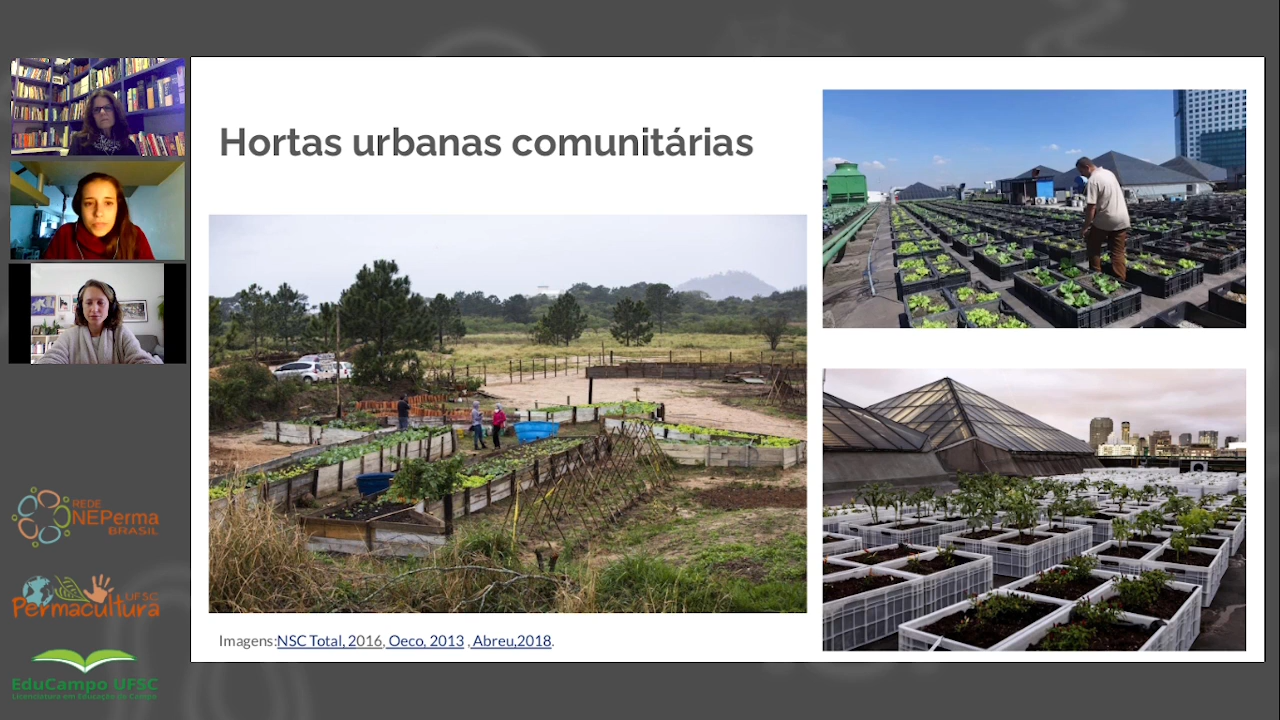 Hortas urbanas comunitárias
Imagens:NSC Total, 2016, Oeco, 2013 , Abreu,2018.
REDE
NEPerma
BRASIL
UFSC
Permacultura
EduCampo UFSC
Licenciatura em Educação do Campo